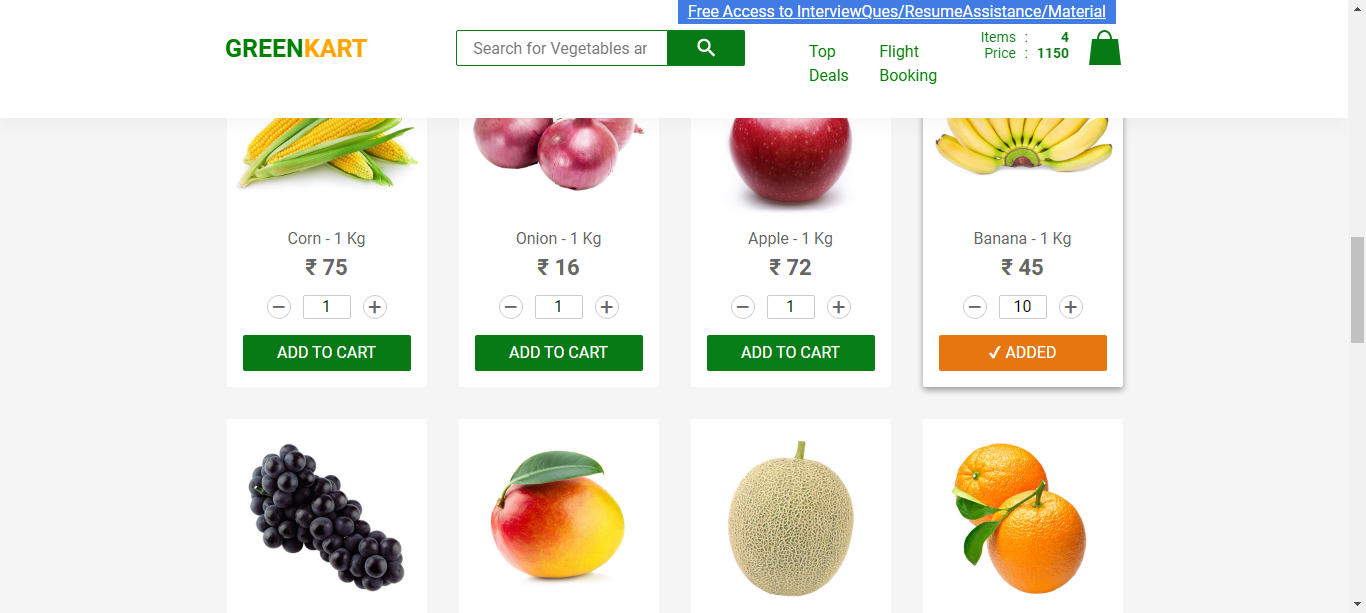 Free Access to InterviewQues/ResumeAssistance/Material
GREENKART
Search for Vegetables ar
Top Deals
Flight Booking
Items : 4
Price : 1150
Corn - 1 Kg
₹ 75
− 1 +
ADD TO CART
Onion - 1 Kg
₹ 16
− 1 +
ADD TO CART
Apple - 1 Kg
₹ 72
− 1 +
ADD TO CART
Banana - 1 Kg
₹ 45
− 10 +
✓ ADDED